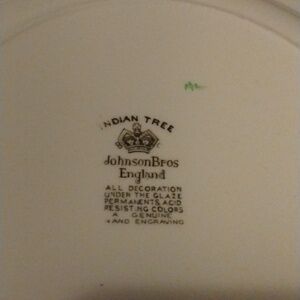 INDIAN TREE
JohnsonBros
England
ALL DECORATION
UNDER THE GLAZE
PERMANENT & ACID
RESISTING COLORS
A GENUINE
HAND ENGRAVING